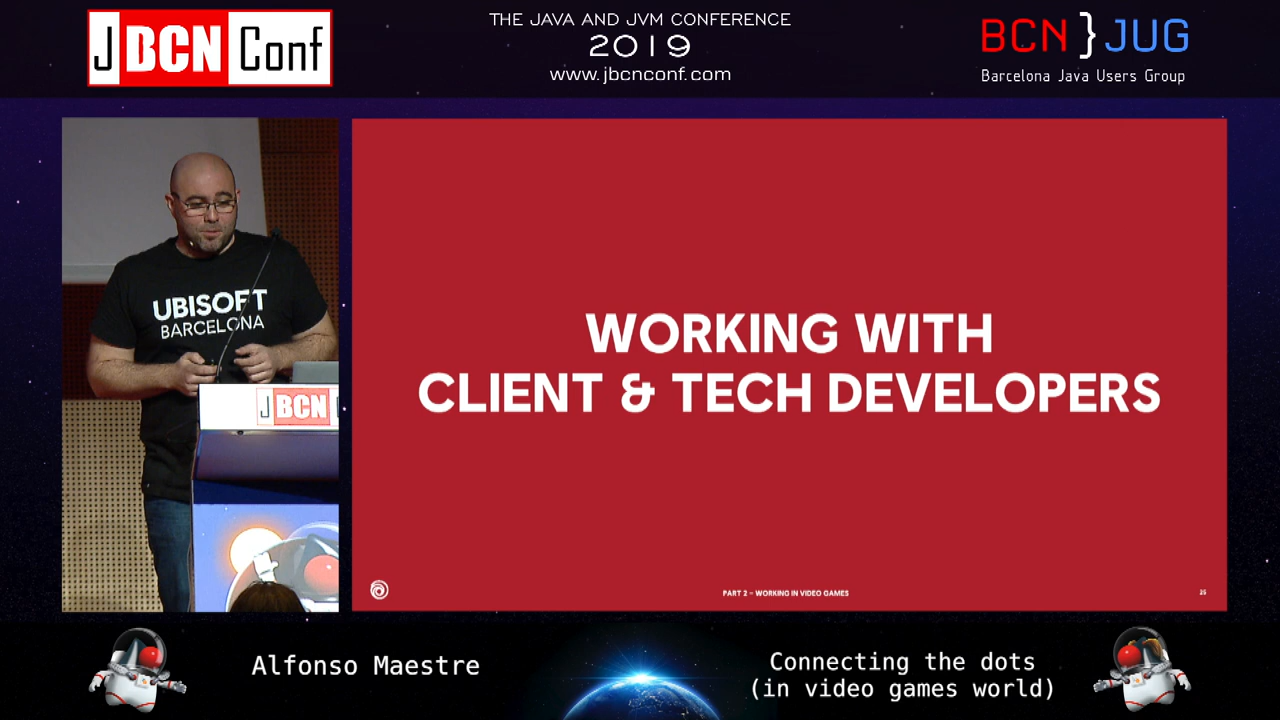 JBCNConf
THE JAVA AND JVM CONFERENCE
2019
www.jbcnconf.com
BCN}JUG
Barcelona Java Users Group
UBISOFT
BARCELONA
JBCN
WORKING WITH
CLIENT & TECH DEVELOPERS
PART 2 – WORKING IN VIDEO GAMES
25
Alfonso Maestre
Connecting the dots
(in video games world)